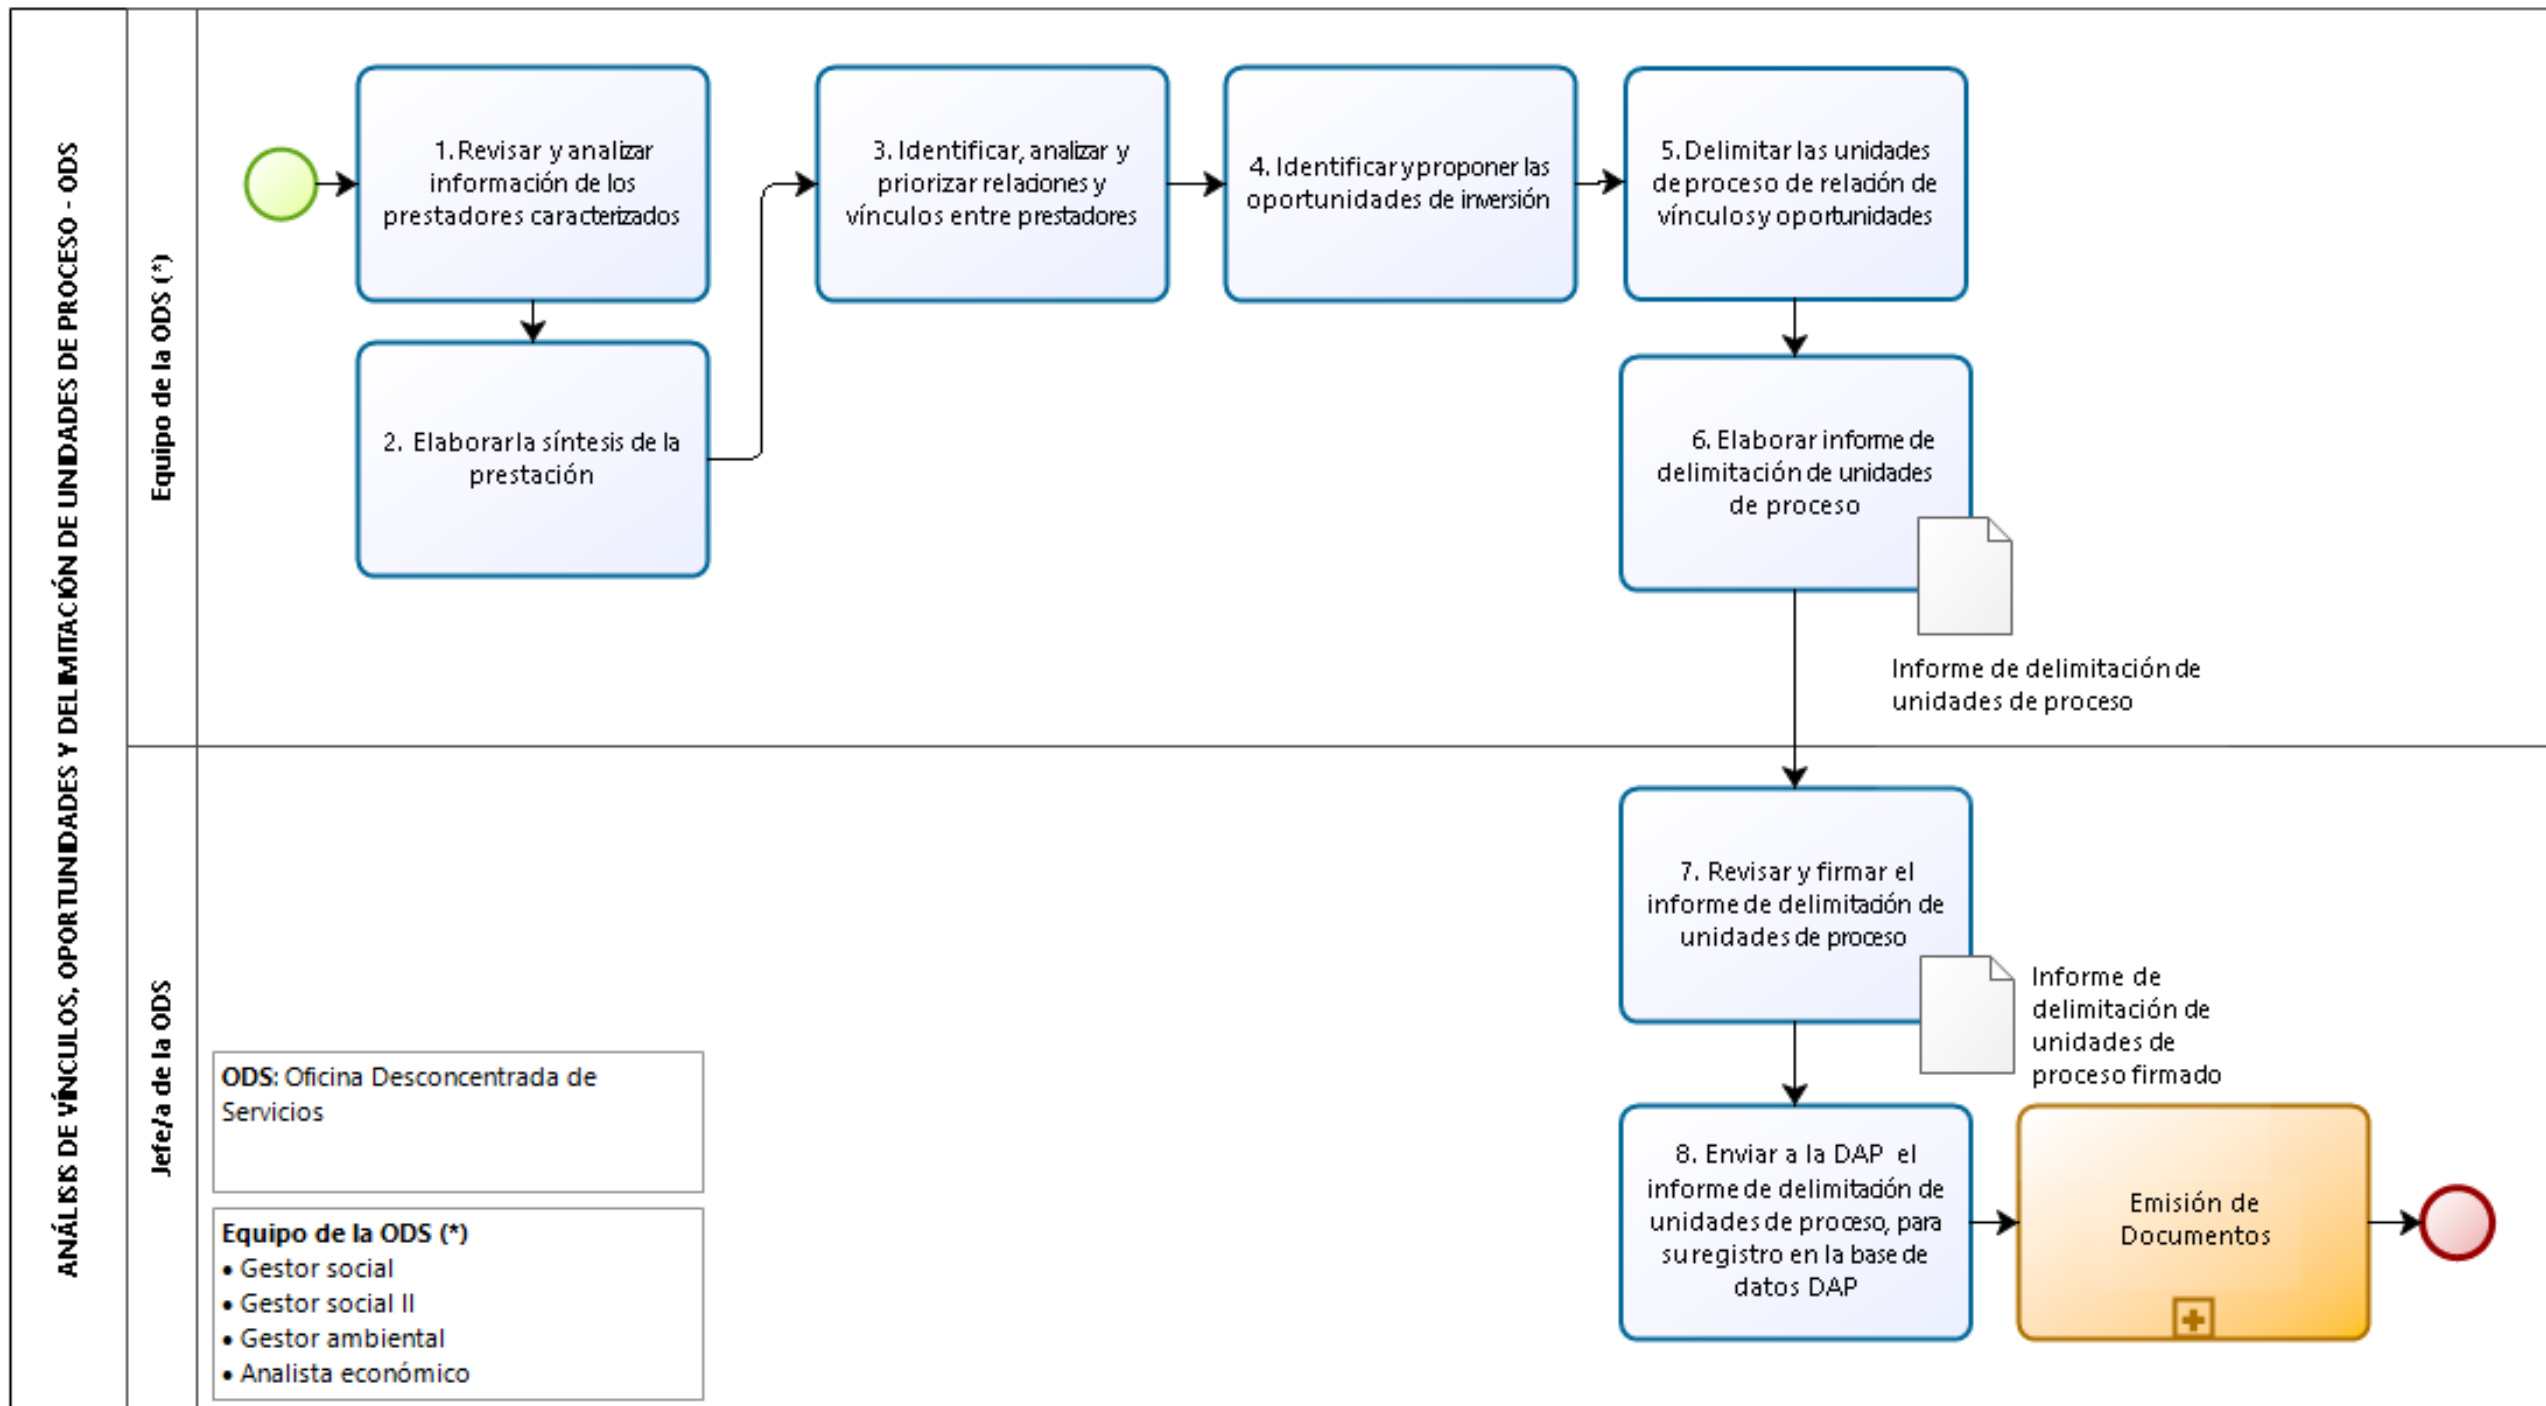 ANÁLISIS DE VÍNCULOS, OPORTUNIDADES Y DELIMITACIÓN DE UNIDADES DE PROCESO - ODS
Equipo de la ODS (*)
1. Revisar y analizar
información de los
prestadores caracterizados
2. Elaborar la síntesis de la
prestación
3. Identificar, analizar y
priorizar relaciones y
vínculos entre prestadores
4. Identificar y proponer las
oportunidades de inversión
5. Delimitar las unidades
de proceso de relación de
vínculos y oportunidades
6. Elaborar informe de
delimitación de unidades
de proceso
Informe de delimitación de
unidades de proceso
Jefe/a de la ODS
7. Revisar y firmar el
informe de delimitación de
unidades de proceso
Informe de
delimitación de
unidades de
proceso firmado
8. Enviar a la DAP el
informe de delimitación de
unidades de proceso, para
su registro en la base de
datos DAP
Emisión de
Documentos
ODS: Oficina Desconcentrada de
Servicios
Equipo de la ODS (*)
• Gestor social
• Gestor social II
• Gestor ambiental
• Analista económico